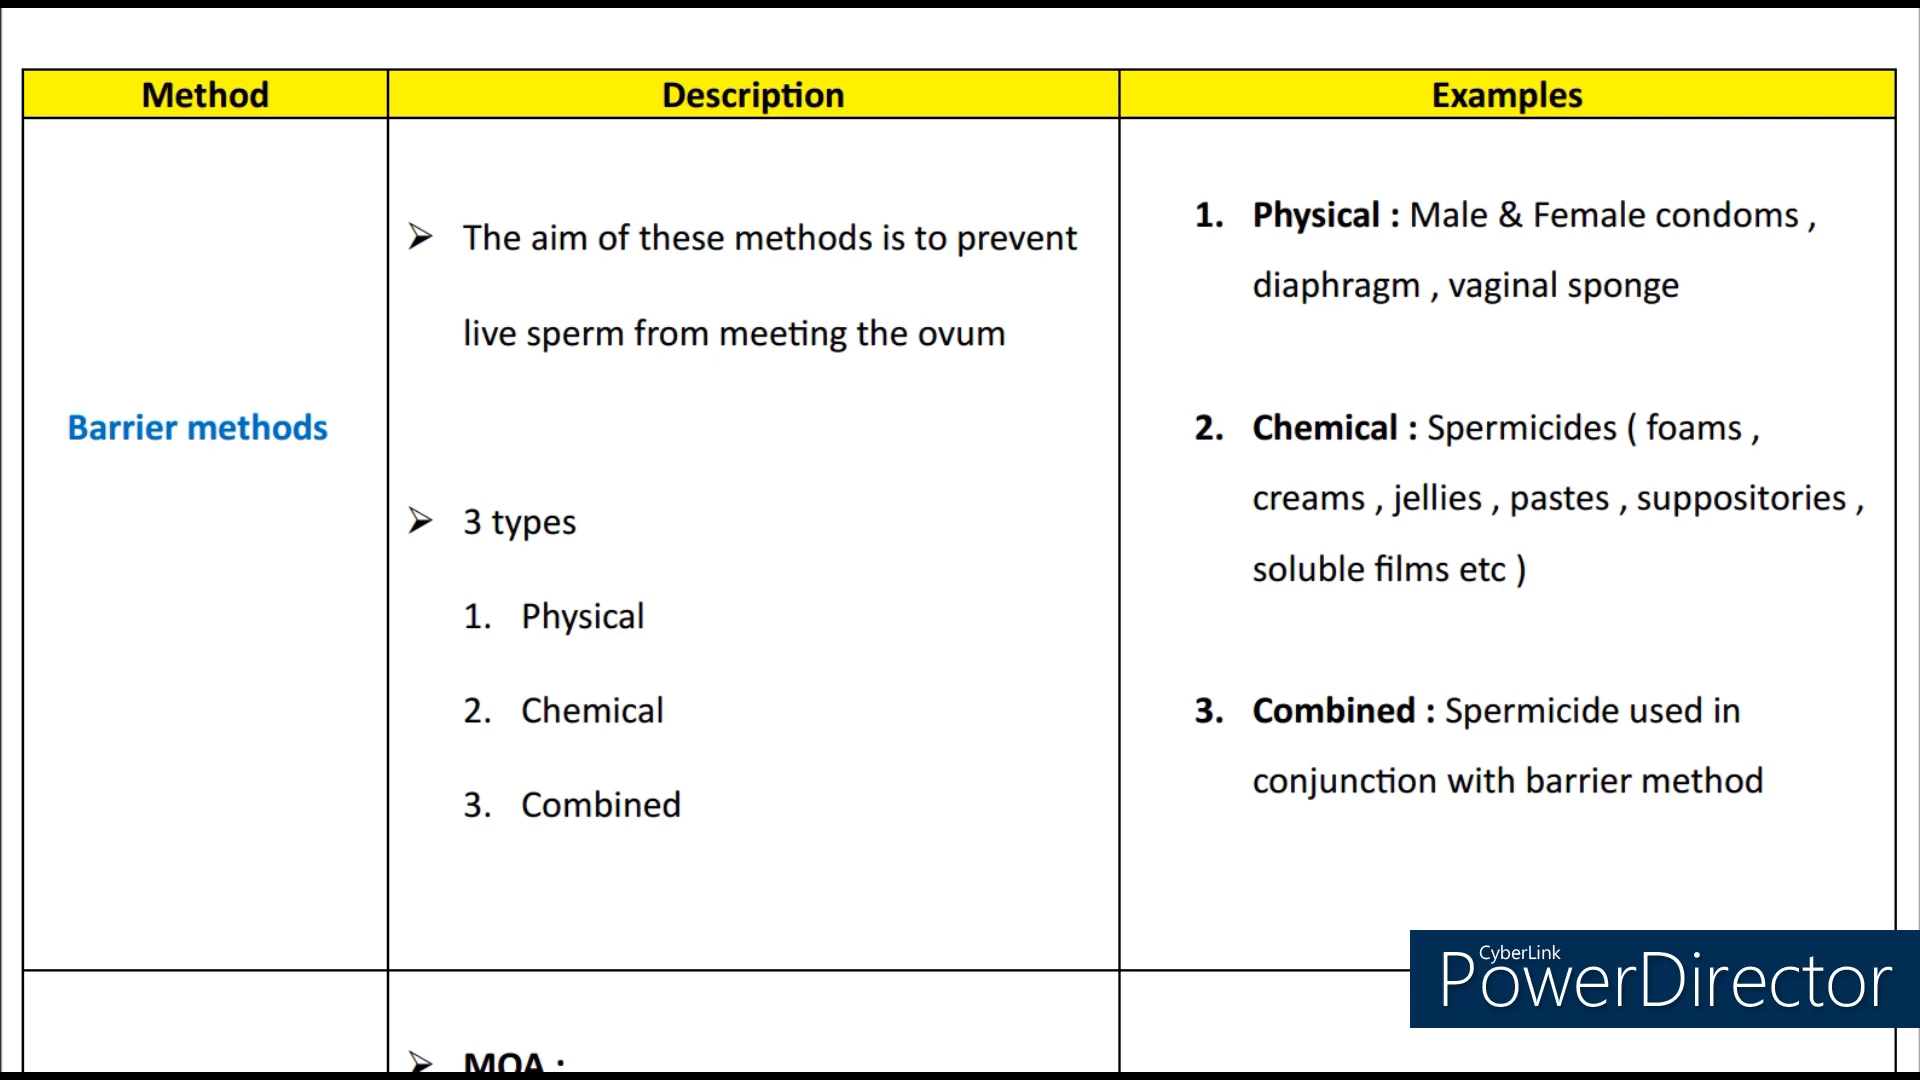 Method Description Examples
Barrier methods
➢ The aim of these methods is to prevent
live sperm from meeting the ovum
➢ 3 types
1. Physical
2. Chemical
3. Combined
1. Physical : Male & Female condoms ,
diaphragm , vaginal sponge
2. Chemical : Spermicides ( foams ,
creams , jellies , pastes , suppositories ,
soluble films etc )
3. Combined : Spermicide used in
conjunction with barrier method
➢ MOA :
CyberLink
PowerDirector